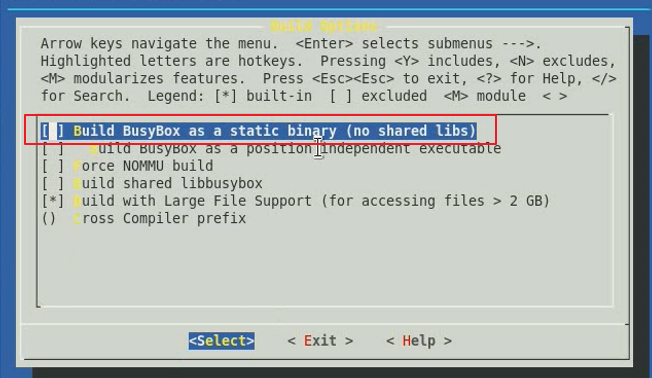 Build Options
Arrow keys navigate the menu.  <Enter> selects submenus --->.
Highlighted letters are hotkeys.  Pressing <Y> includes, <N> excludes,
<M> modularizes features.  Press <Esc><Esc> to exit, <?> for Help, </>
for Search.  Legend: [*] built-in  [ ] excluded  <M> module  < >
[ ] Build BusyBox as a static binary (no shared libs)
[ ]   Build BusyBox as a position independent executable
[ ] Force NOMMU build
[ ] Build shared libbusybox
[*] Build with Large File Support (for accessing files > 2 GB)
()  Cross Compiler prefix
<Select>    < Exit >    < Help >